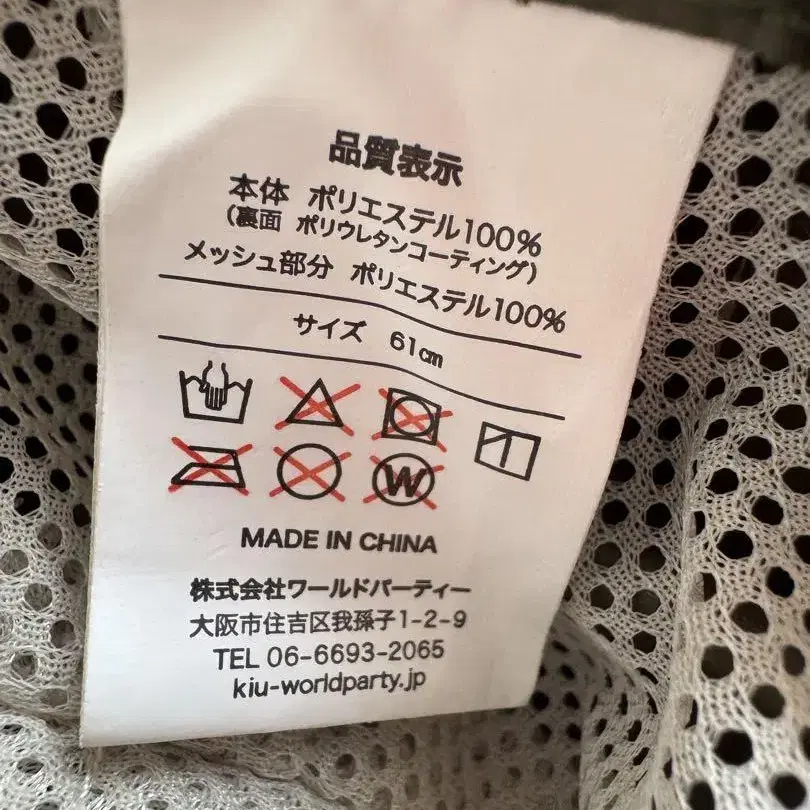 品質表示
本体 ポリエステル100%
(裏面 ポリウレタンコーティング)
メッシュ部分 ポリエステル100%
サイズ 61cm
W
MADE IN CHINA
株式会社ワールドパーティー
大阪市住吉区我孫子1-2-9
TEL 06-6693-2065
kiu-worldparty.jp